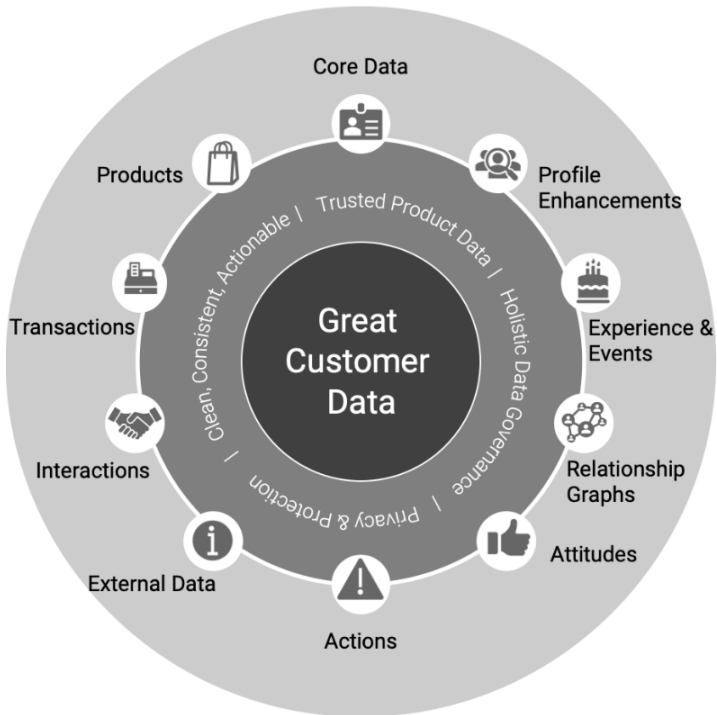 Core Data
Profile
Enhancements
Experience &
Events
Relationship
Graphs
Attitudes
Actions
External Data
Interactions
Transactions
Products
Clean, Consistent, Actionable | Trusted Product Data | Holistic Data Governance | Privacy & Protection |
Great
Customer
Data